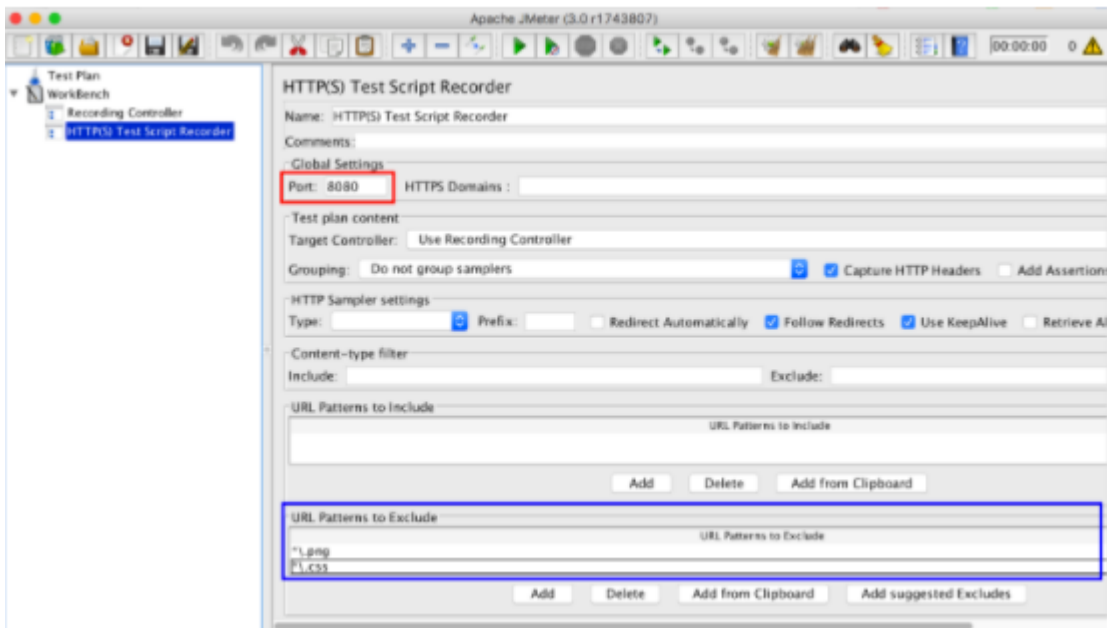 Apache JMeter (3.0 r1743807)
00:00:00 0
Test Plan
WorkBench
Recording Controller
HTTP(S) Test Script Recorder
HTTP(S) Test Script Recorder
Name: HTTP(S) Test Script Recorder
Comments:
Global Settings
Port: 8080 HTTPS Domains :
Test plan content
Target Controller: Use Recording Controller
Grouping: Do not group samplers Capture HTTP Headers Add Assertions
HTTP Sampler settings
Type: Prefix: Redirect Automatically Follow Redirects Use KeepAlive Retrieve Al
Content-type filter
Include: Exclude:
URL Patterns to Include
URL Patterns to Include
Add Delete Add from Clipboard
URL Patterns to Exclude
URL Patterns to Exclude
*\.png
*\.css
Add Delete Add from Clipboard Add suggested Excludes